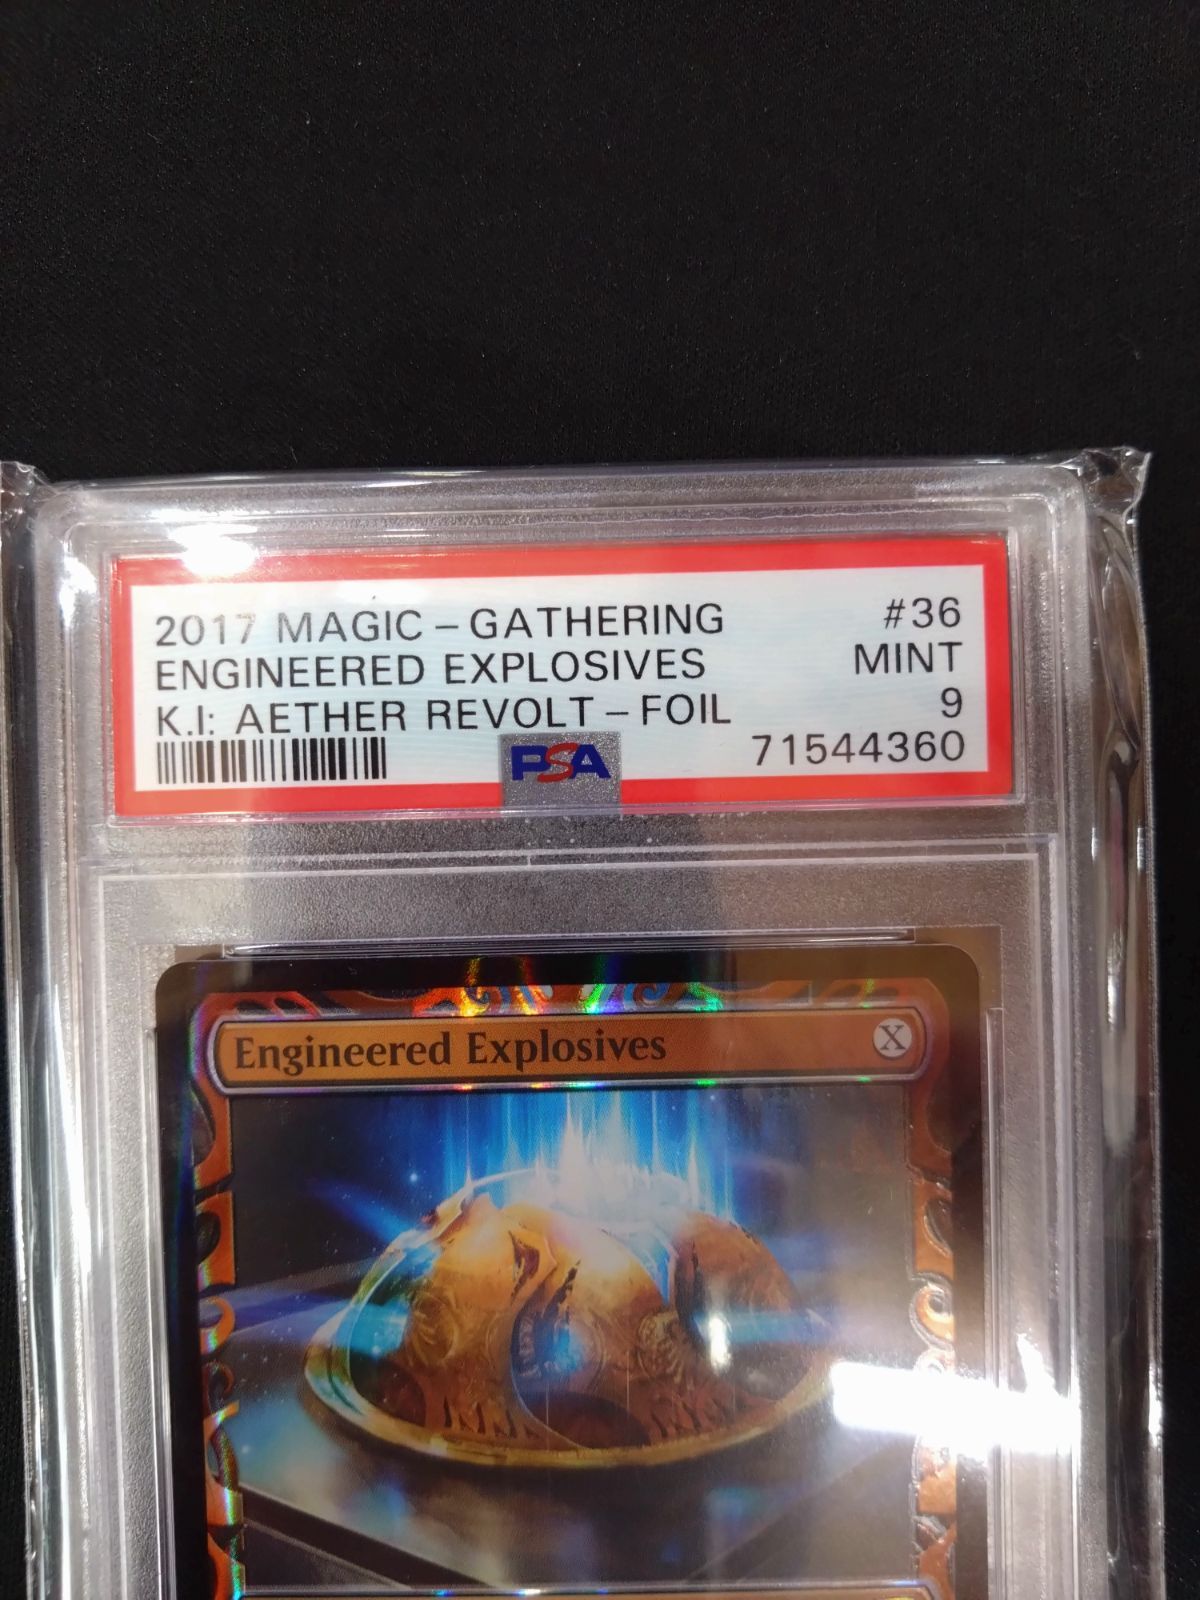 2017 MAGIC – GATHERING #36
ENGINEERED EXPLOSIVES MINT
K.I: AETHER REVOLT – FOIL 9
PSA 71544360
Engineered Explosives X